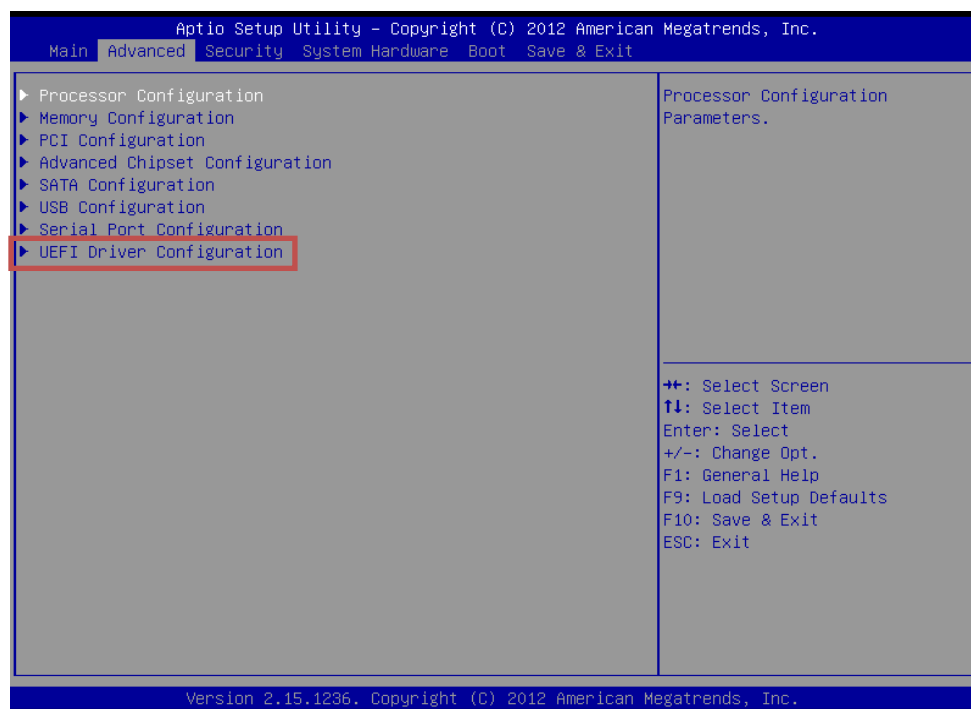 Aptio Setup Utility – Copyright (C) 2012 American Megatrends, Inc.
Main Advanced Security System Hardware Boot Save & Exit
Processor Configuration
Memory Configuration
PCI Configuration
Advanced Chipset Configuration
SATA Configuration
USB Configuration
Serial Port Configuration
UEFI Driver Configuration
Processor Configuration
Parameters.
→←: Select Screen
↑↓: Select Item
Enter: Select
+/-: Change Opt.
F1: General Help
F9: Load Setup Defaults
F10: Save & Exit
ESC: Exit
Version 2.15.1236. Copyright (C) 2012 American Megatrends, Inc.